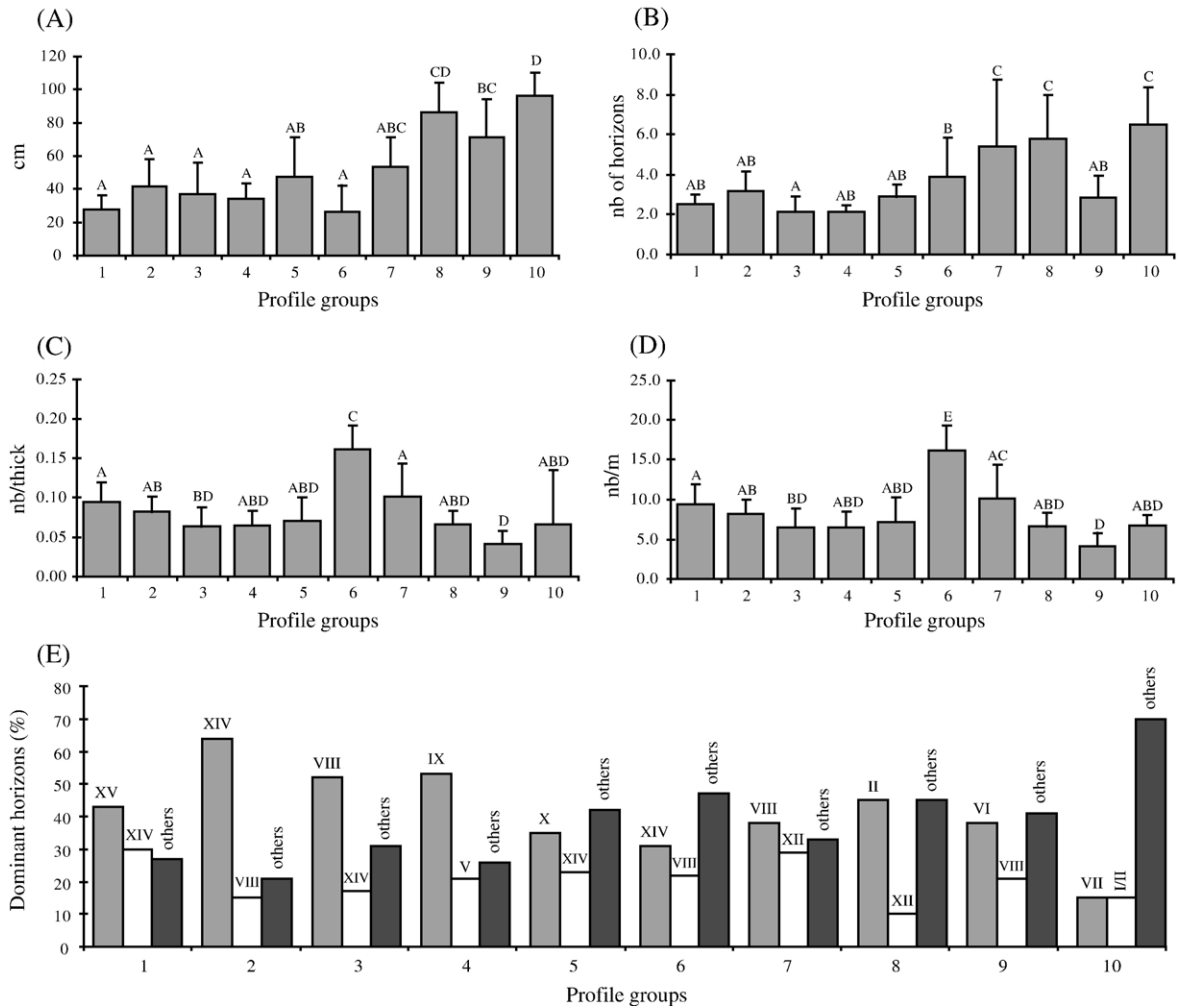 (A)
120
100
80
60
40
20
0
cm
A A A A AB A ABC CD BC D
1 2 3 4 5 6 7 8 9 10
Profile groups
(B)
10.0
8.0
6.0
4.0
2.0
0.0
nb of horizons
AB AB A AB AB B C C AB C
1 2 3 4 5 6 7 8 9 10
Profile groups
(C)
0.25
0.20
0.15
0.10
0.05
0.00
nb/thick
A AB BD ABD ABD C A ABD D ABD
1 2 3 4 5 6 7 8 9 10
Profile groups
(D)
25.0
20.0
15.0
10.0
5.0
0.0
nb/m
A AB BD ABD ABD E AC ABD D ABD
1 2 3 4 5 6 7 8 9 10
Profile groups
(E)
80
70
60
50
40
30
20
10
0
Dominant horizons (%)
XV XIV others XIV VIII others VIII XIV others IX V others X XIV others XIV VIII others VIII XII others II XII others VI VIII others VII I/II others
1 2 3 4 5 6 7 8 9 10
Profile groups